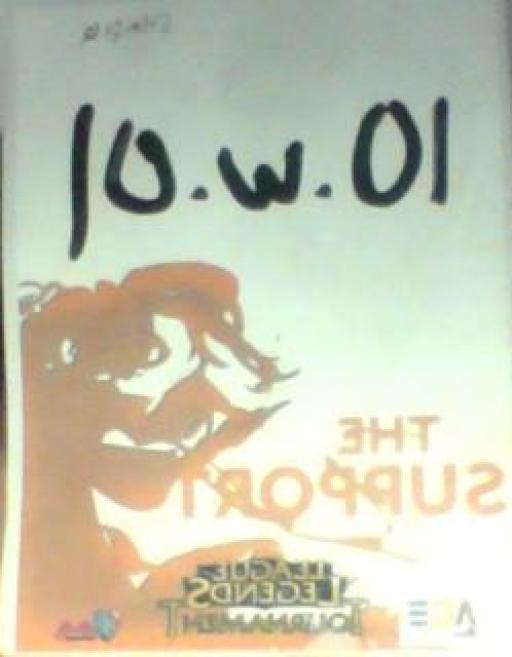 10.w.01
THE
SUPPORT
LEAGUE
LEGENDS
TOURNAMENT